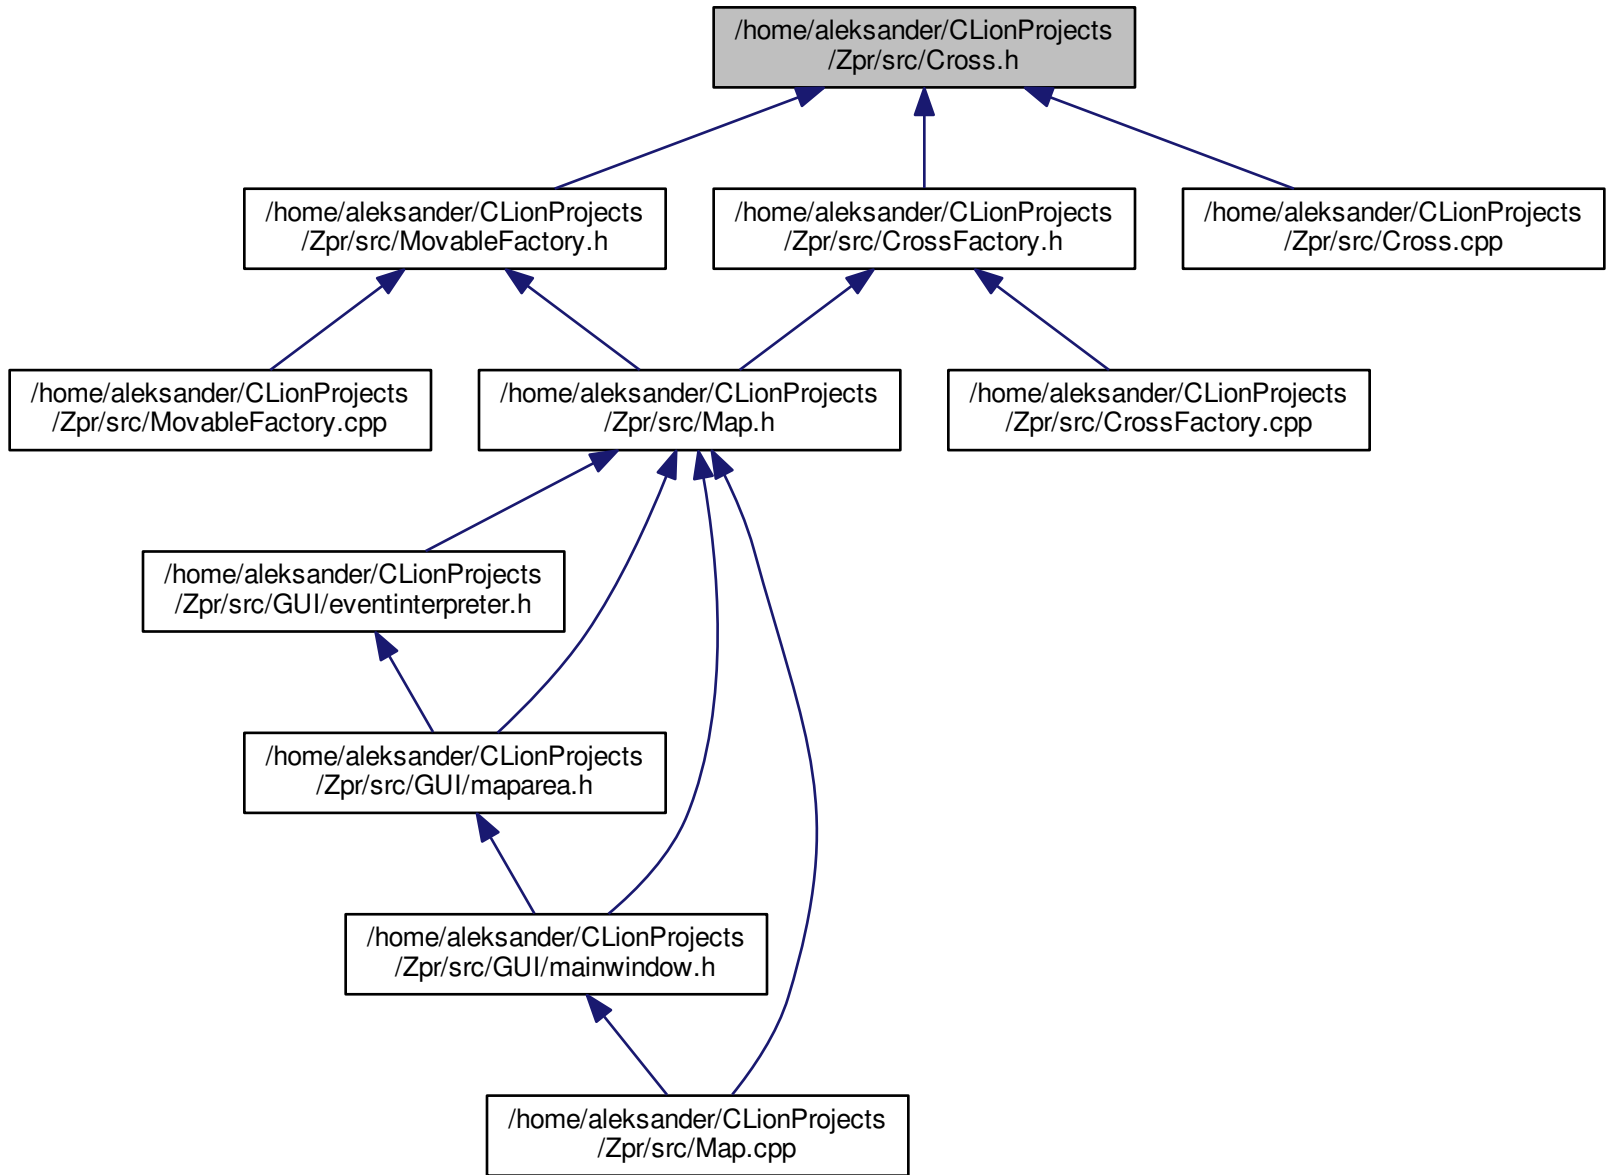 /home/aleksander/CLionProjects
/Zpr/src/Cross.h
/home/aleksander/CLionProjects
/Zpr/src/MovableFactory.h
/home/aleksander/CLionProjects
/Zpr/src/CrossFactory.h
/home/aleksander/CLionProjects
/Zpr/src/Cross.cpp
/home/aleksander/CLionProjects
/Zpr/src/MovableFactory.cpp
/home/aleksander/CLionProjects
/Zpr/src/Map.h
/home/aleksander/CLionProjects
/Zpr/src/CrossFactory.cpp
/home/aleksander/CLionProjects
/Zpr/src/GUI/eventinterpreter.h
/home/aleksander/CLionProjects
/Zpr/src/GUI/maparea.h
/home/aleksander/CLionProjects
/Zpr/src/GUI/mainwindow.h
/home/aleksander/CLionProjects
/Zpr/src/Map.cpp